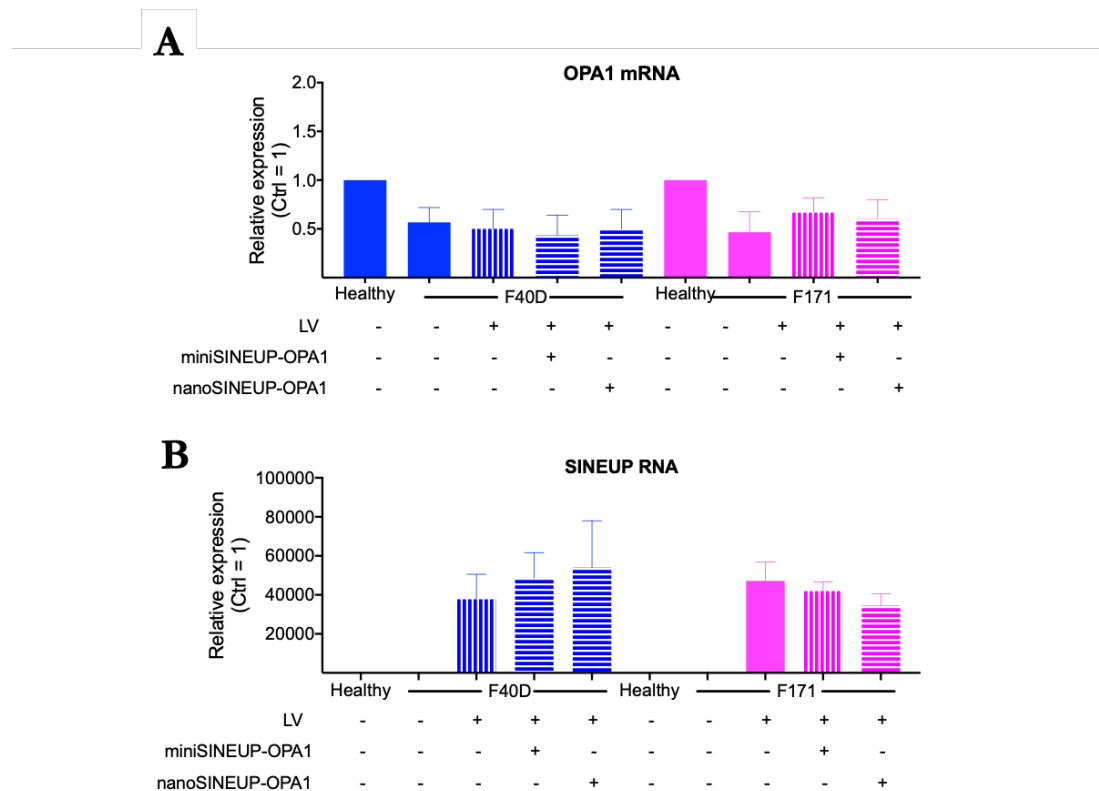 A
OPA1 mRNA
Relative expression
(Ctrl = 1)
2.0
1.5
1.0
0.5
Healthy F40D Healthy F171
LV - - + + + - - + + +
miniSINEUP-OPA1 - - - + - - - - + -
nanoSINEUP-OPA1 - - - - + - - - - +
B
SINEUP RNA
Relative expression
(Ctrl = 1)
100000
80000
60000
40000
20000
Healthy F40D Healthy F171
LV - - + + + - - + + +
miniSINEUP-OPA1 - - - + - - - - + -
nanoSINEUP-OPA1 - - - - + - - - - +